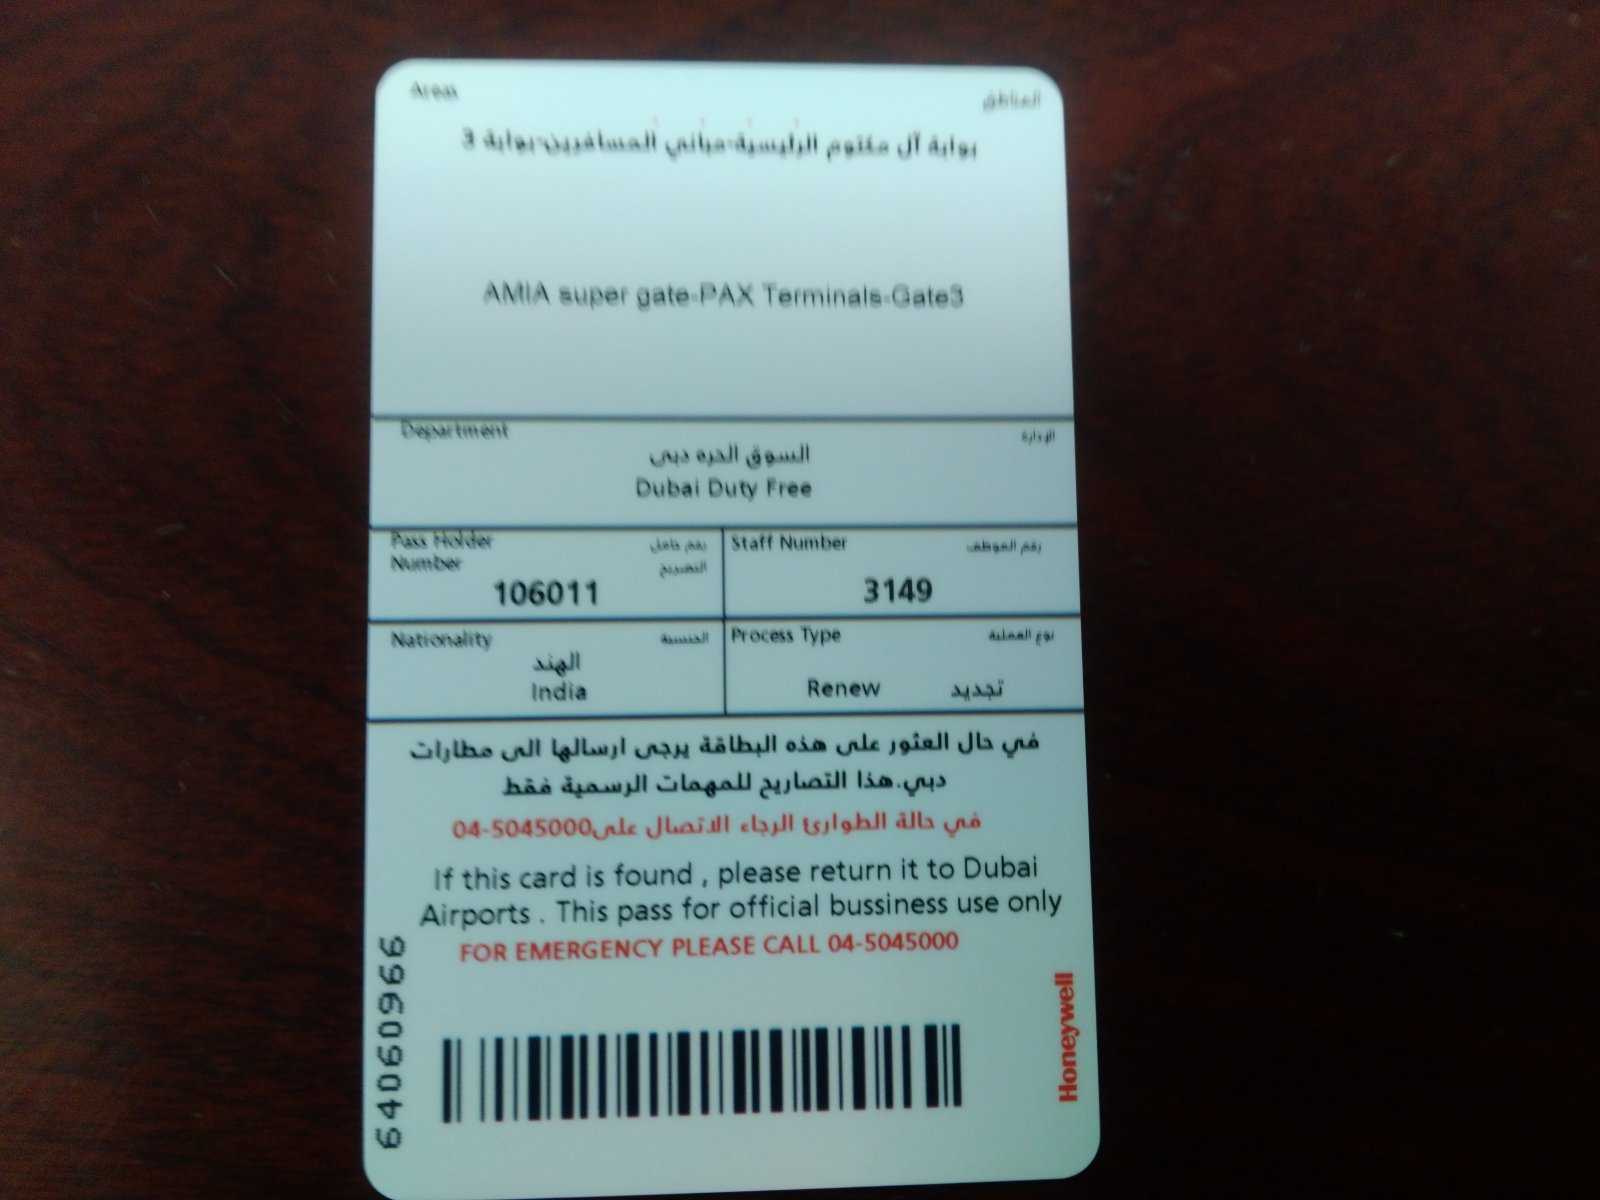 Areas المناطق
بوابة آل مكتوم الرئيسية-مباني المسافرين-بوابة 3
AMIA super gate-PAX Terminals-Gate3
Department الإدارة
السوق الحره دبي
Dubai Duty Free
Pass Holder رقم حامل
Number التصريح
106011
Staff Number رقم الموظف
3149
Nationality الجنسية
الهند
India
Process Type نوع العملية
Renew تجديد
في حال العثور على هذه البطاقة يرجى ارسالها الى مطارات
دبي.هذا التصاريح للمهمات الرسمية فقط
في حالة الطوارئ الرجاء الاتصال على04-5045000
If this card is found , please return it to Dubai
Airports . This pass for official bussiness use only
FOR EMERGENCY PLEASE CALL 04-5045000
64060966
Honeywell